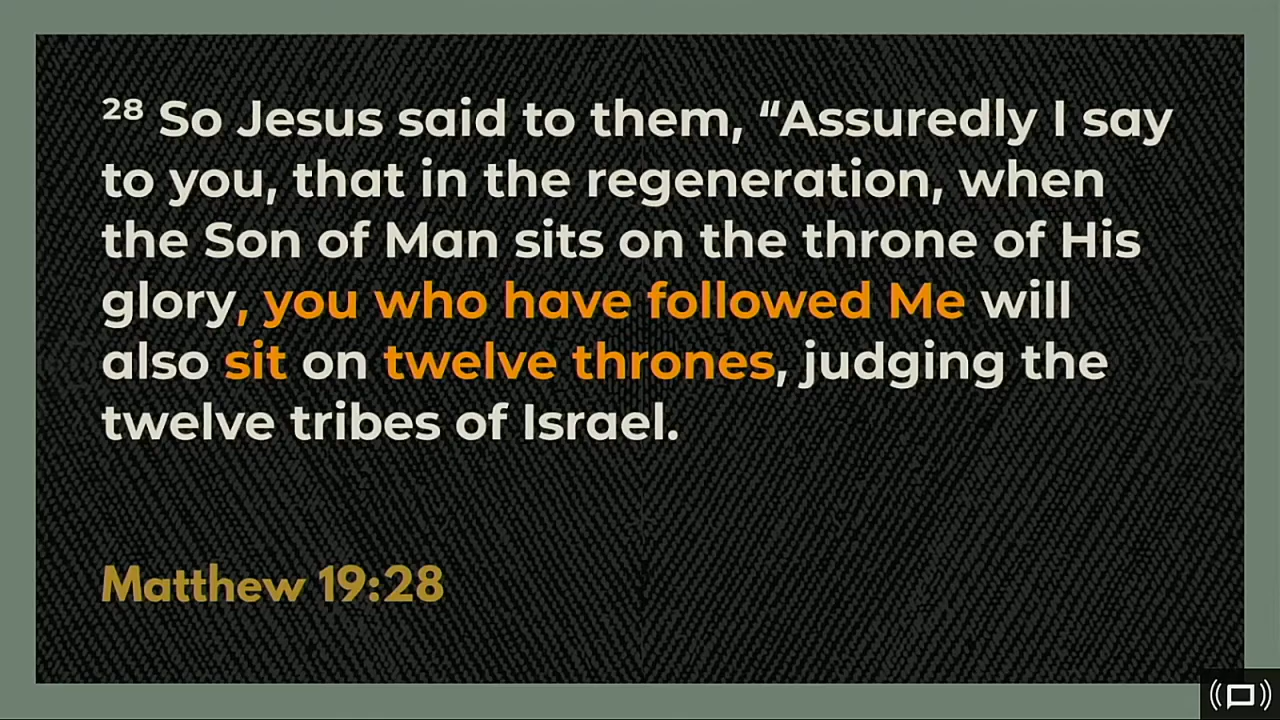 ²⁸ So Jesus said to them, “Assuredly I say
to you, that in the regeneration, when
the Son of Man sits on the throne of His
glory, you who have followed Me will
also sit on twelve thrones, judging the
twelve tribes of Israel.
Matthew 19:28